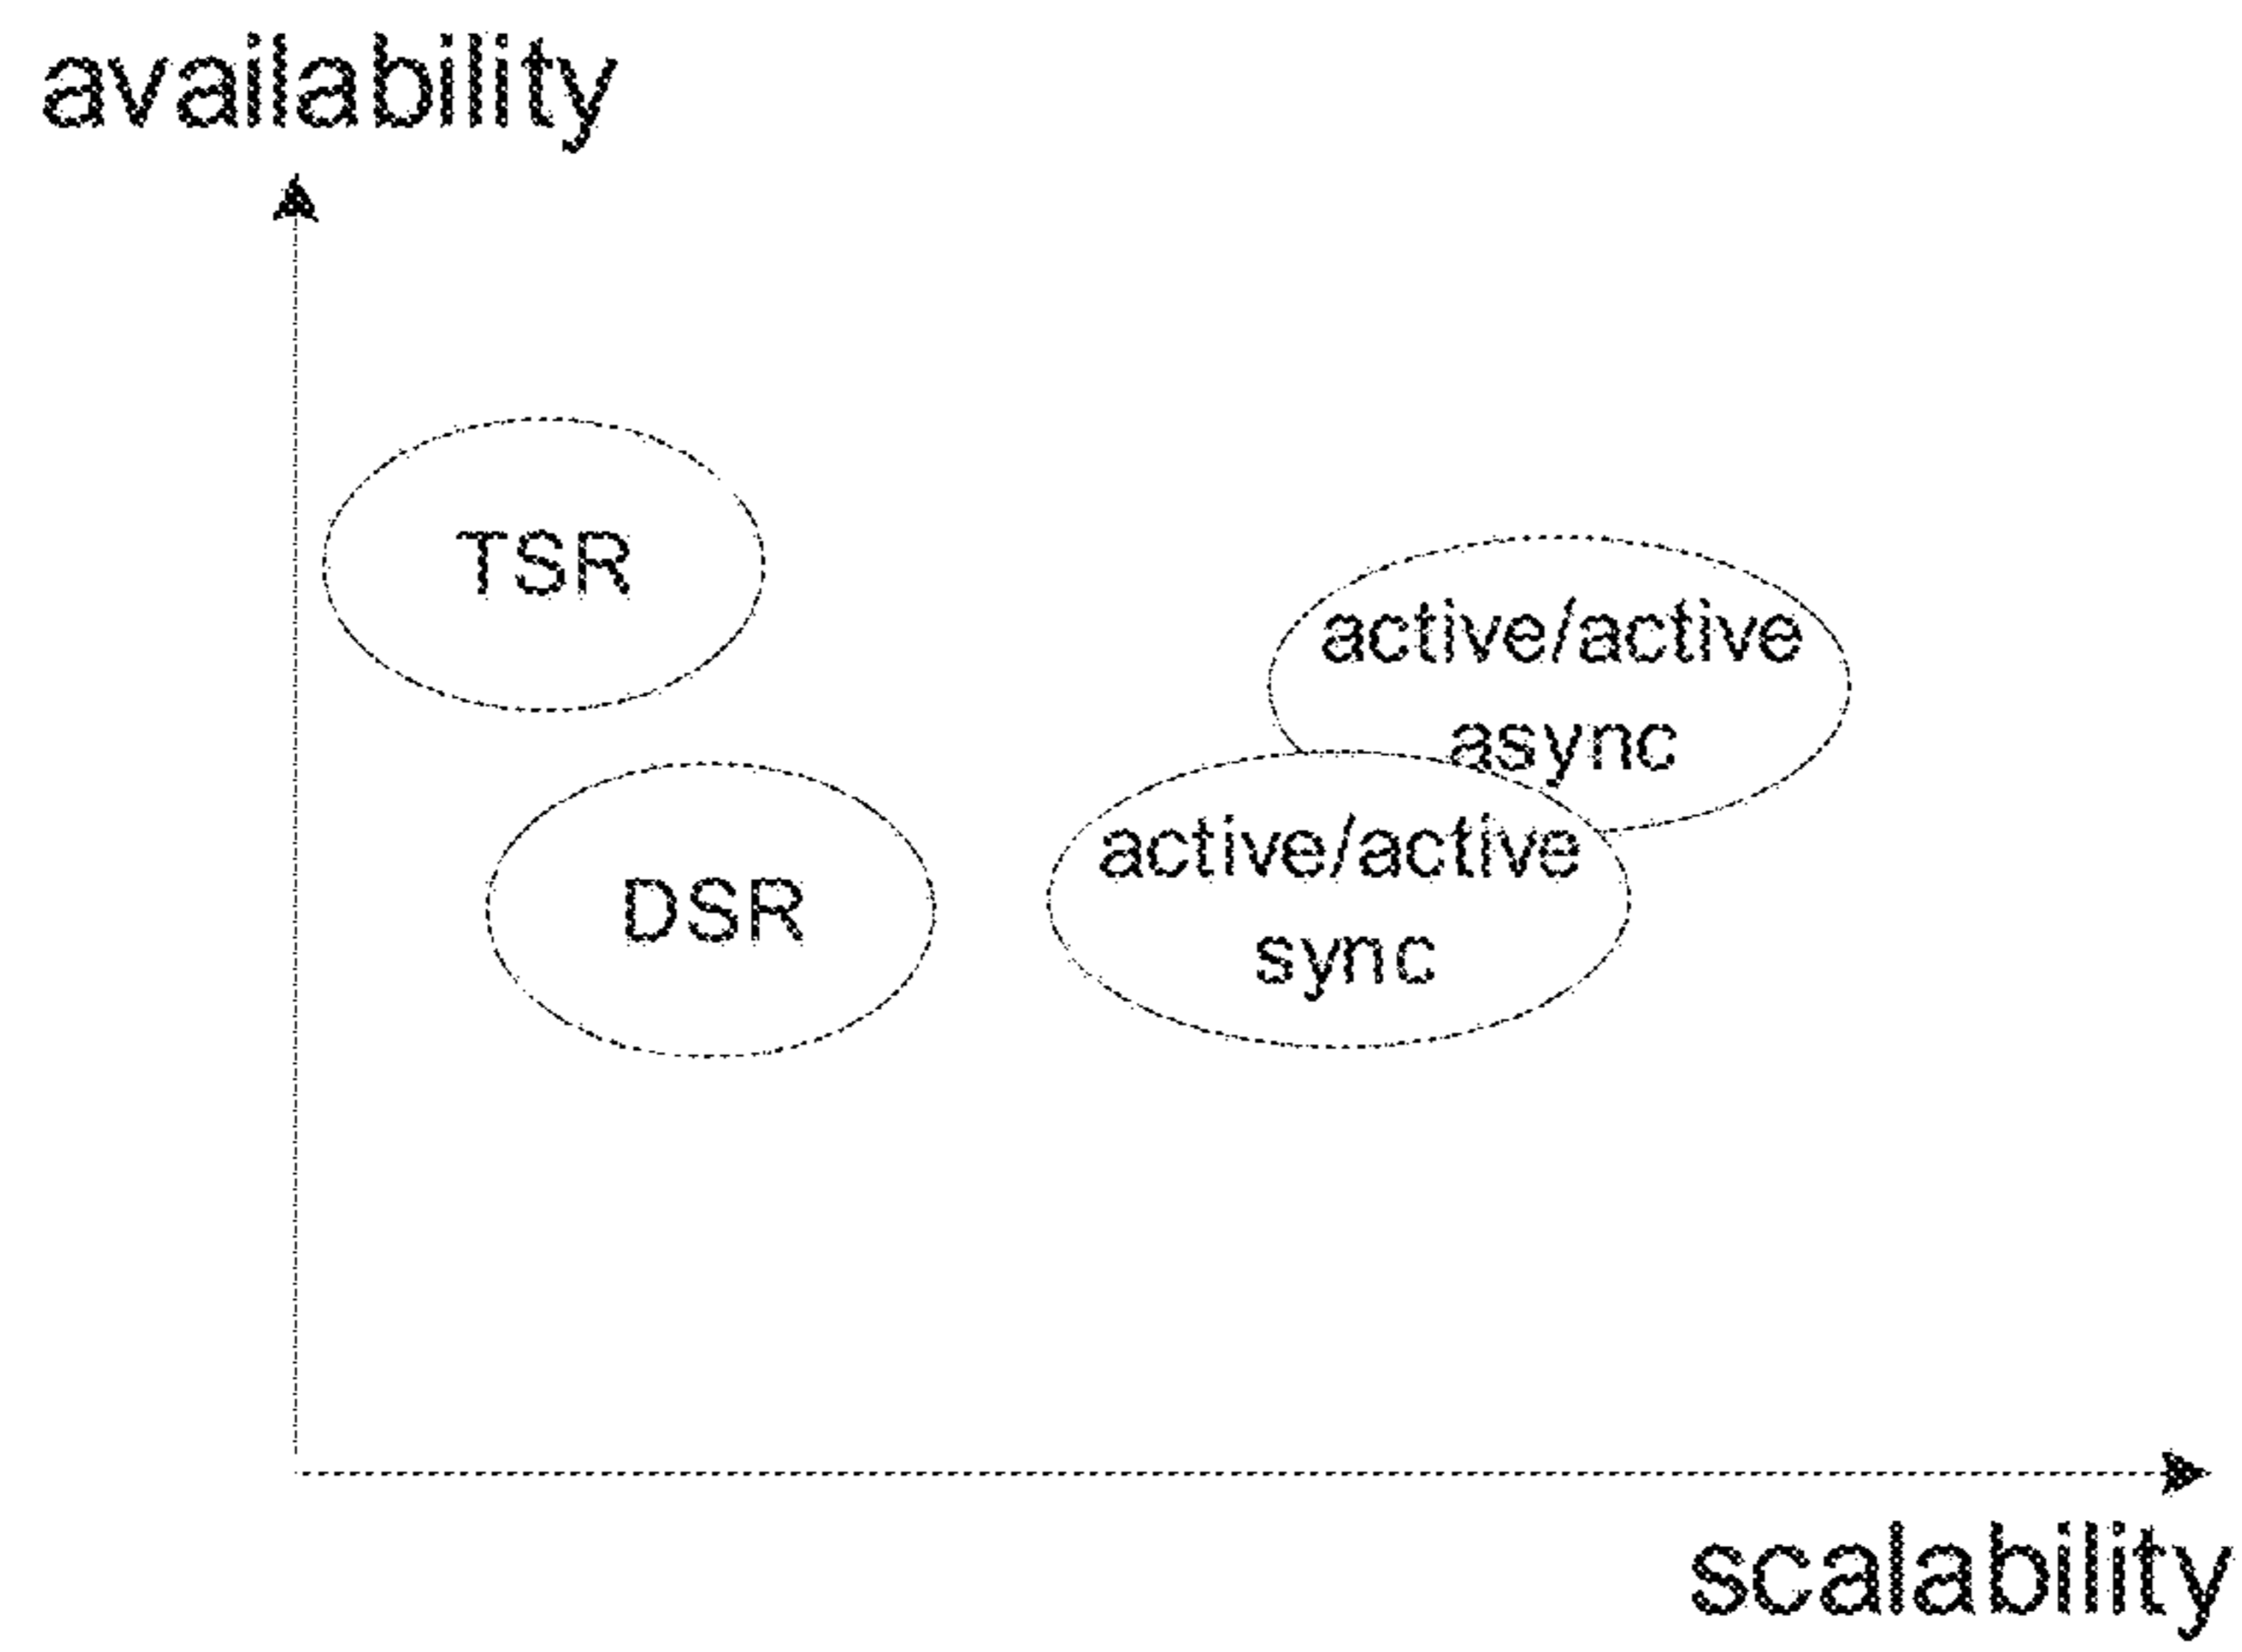 availability
TSR
active/active
async
active/active
sync
DSR
scalability